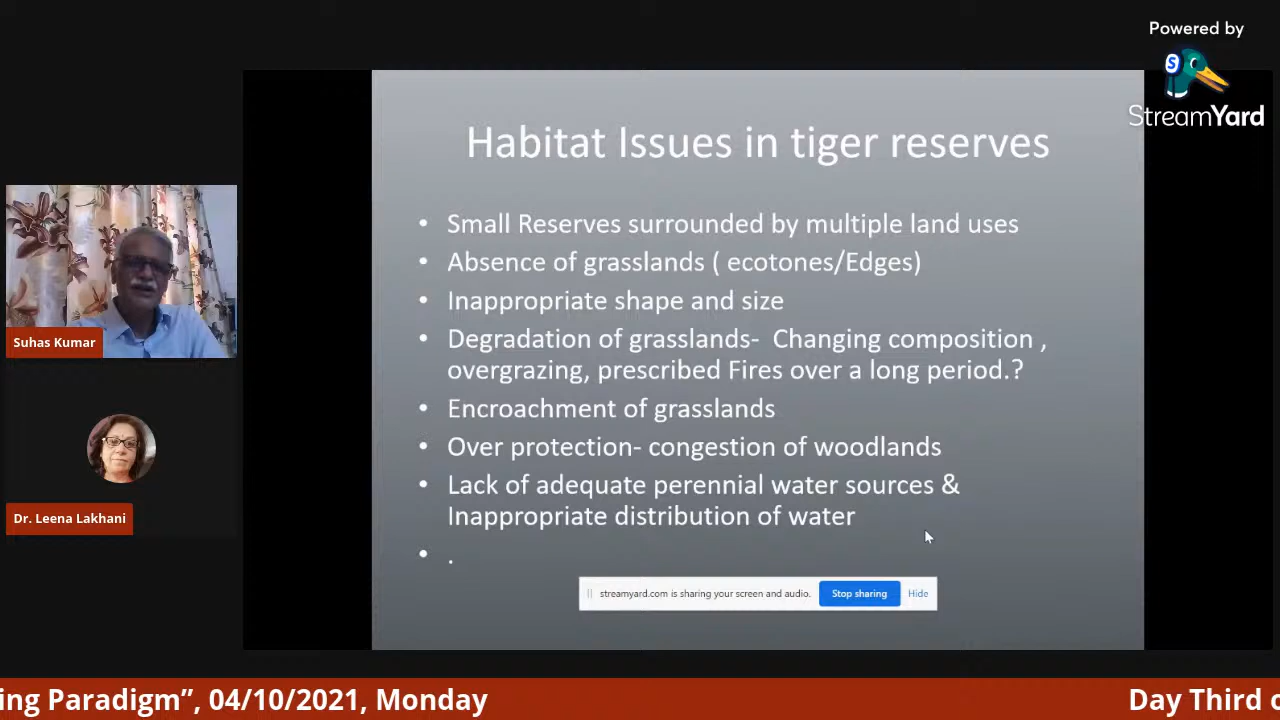 Powered by
StreamYard
Habitat Issues in tiger reserves
• Small Reserves surrounded by multiple land uses
• Absence of grasslands ( ecotones/Edges)
• Inappropriate shape and size
• Degradation of grasslands-  Changing composition ,
overgrazing, prescribed Fires over a long period.?
• Encroachment of grasslands
• Over protection- congestion of woodlands
• Lack of adequate perennial water sources &
Inappropriate distribution of water
• .
streamyard.com is sharing your screen and audio. Stop sharing Hide
Suhas Kumar
Dr. Leena Lakhani
ing Paradigm”, 04/10/2021, Monday
Day Third o